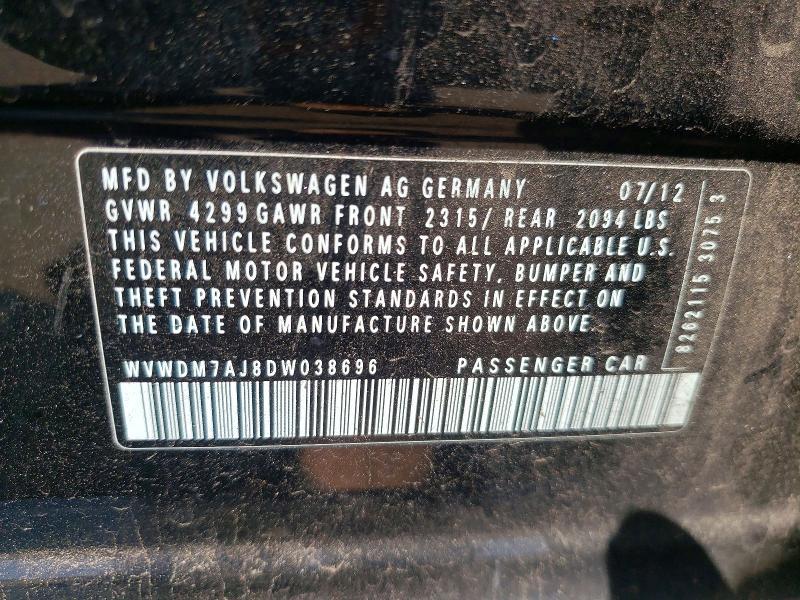 MFD BY VOLKSWAGEN AG GERMANY 07/12
GVWR 4299 GAWR FRONT 2315/ REAR 2094 LBS
THIS VEHICLE CONFORMS TO ALL APPLICABLE U.S.
FEDERAL MOTOR VEHICLE SAFETY, BUMPER AND
THEFT PREVENTION STANDARDS IN EFFECT ON
THE DATE OF MANUFACTURE SHOWN ABOVE.
WVWDM7AJ8DW038696 PASSENGER CAR
8262115 3075 3